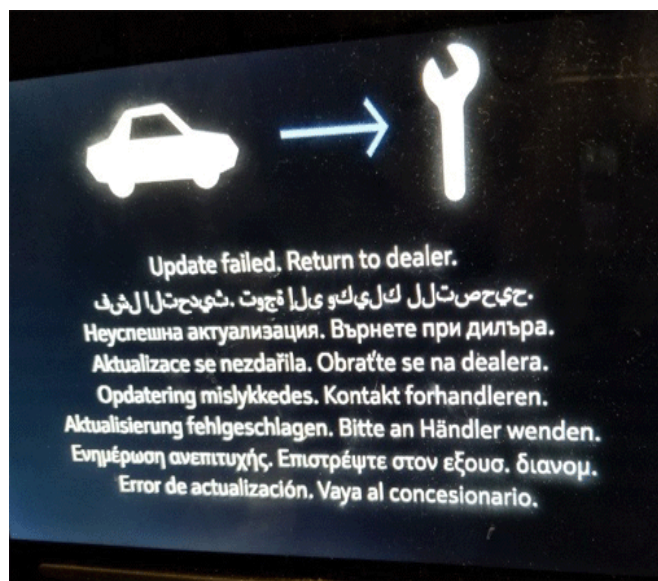 Update failed. Return to dealer.
فشل التحديث. توجة إلى وكيلك للتصحيح.
Неуспешна актуализация. Върнете при дилъра.
Aktualizace se nezdařila. Obraťte se na dealera.
Opdatering mislykkedes. Kontakt forhandleren.
Aktualisierung fehlgeschlagen. Bitte an Händler wenden.
Ενημέρωση ανεπιτυχής. Επιστρέψτε στον εξουσ. διανομ.
Error de actualización. Vaya al concesionario.